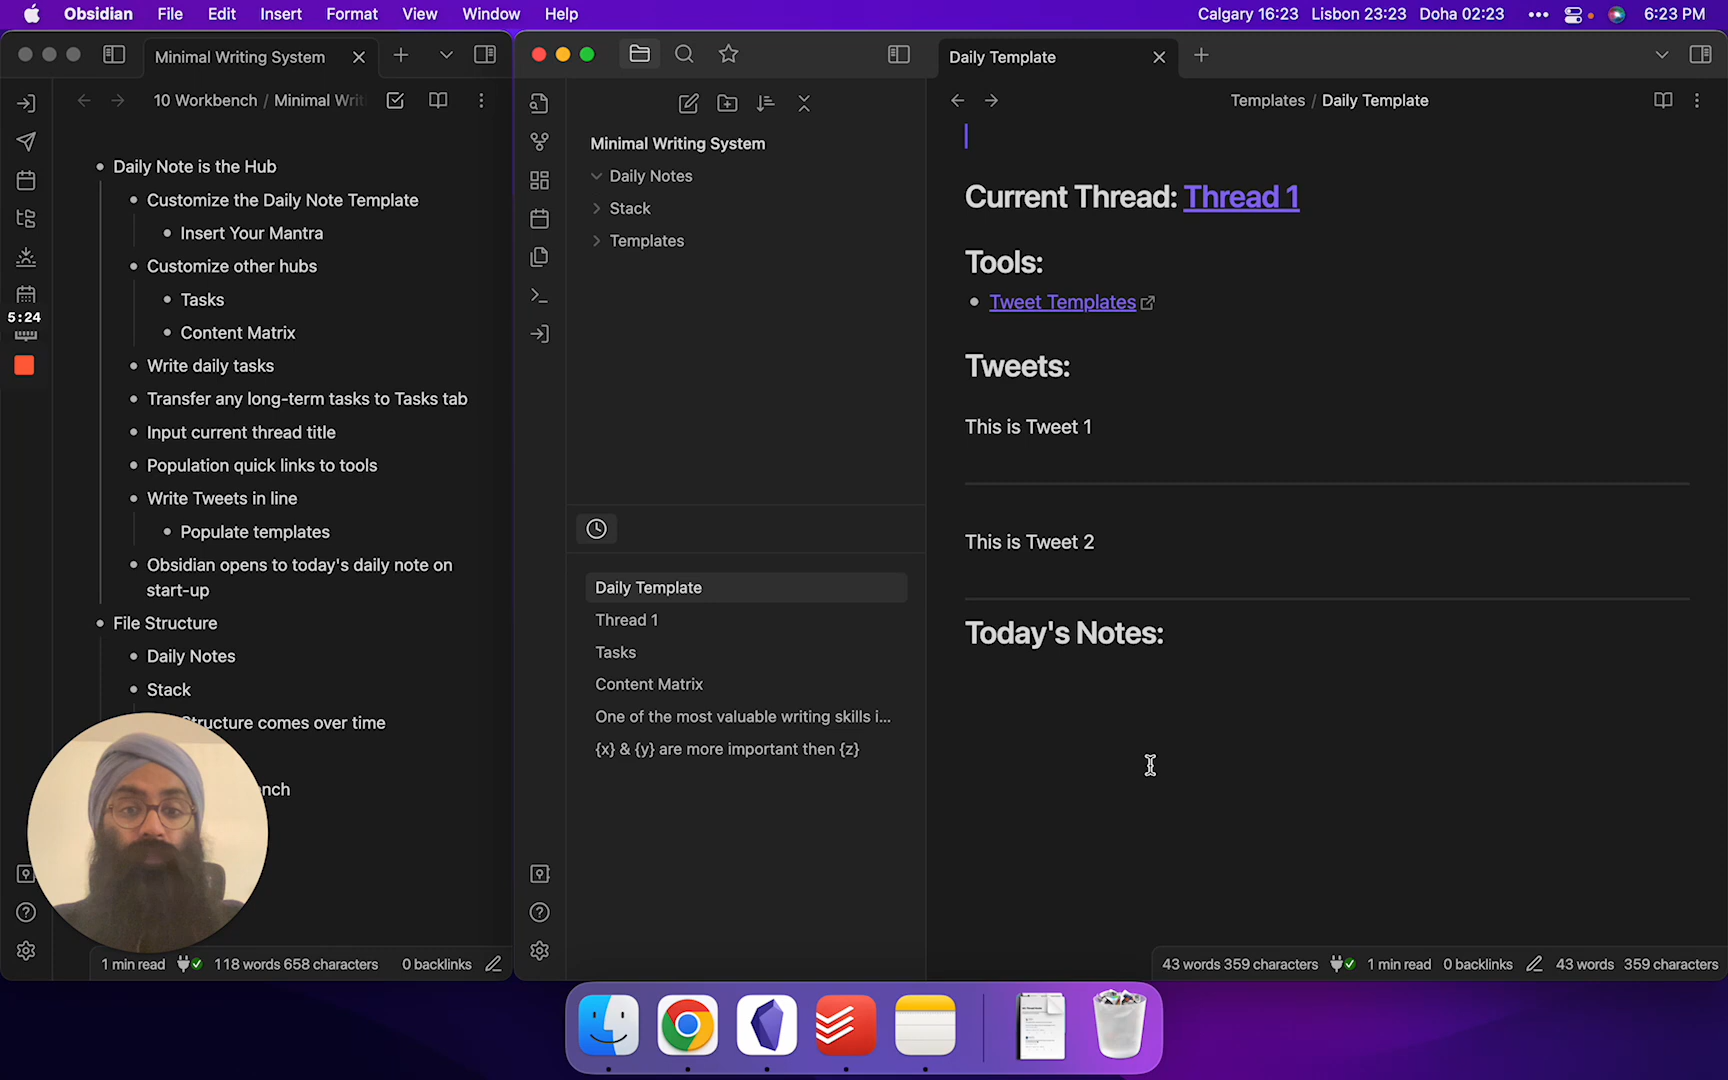 Obsidian File Edit Insert Format View Window Help
Calgary 16:23 Lisbon 23:23 Doha 02:23 6:23 PM
Minimal Writing System
10 Workbench / Minimal Writ
Daily Note is the Hub
Customize the Daily Note Template
Insert Your Mantra
Customize other hubs
Tasks
5:24
Content Matrix
Write daily tasks
Transfer any long-term tasks to Tasks tab
Input current thread title
Population quick links to tools
Write Tweets in line
Populate templates
Obsidian opens to today's daily note on
start-up
File Structure
Daily Notes
Stack
Structure comes over time
1 min read 118 words 658 characters 0 backlinks
Minimal Writing System
Daily Notes
Stack
Templates
Daily Template
Thread 1
Tasks
Content Matrix
One of the most valuable writing skills i...
{x} & {y} are more important then {z}
Daily Template
Templates / Daily Template
Current Thread: Thread 1
Tools:
Tweet Templates
Tweets:
This is Tweet 1
This is Tweet 2
Today's Notes:
43 words 359 characters 1 min read 0 backlinks 43 words 359 characters